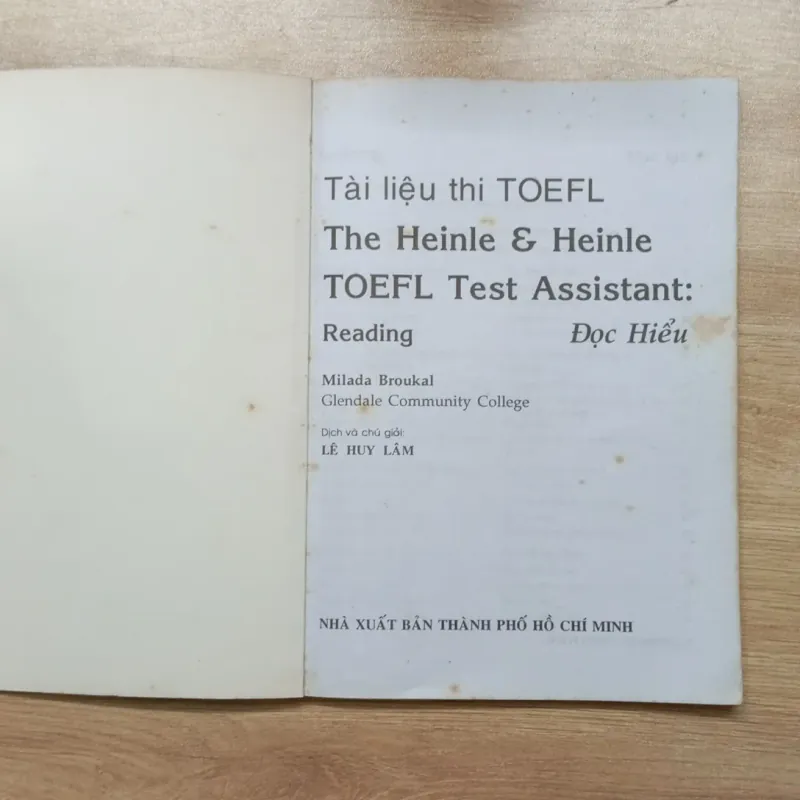 Tài liệu thi TOEFL
The Heinle & Heinle
TOEFL Test Assistant:
Reading Đọc Hiểu
Milada Broukal
Glendale Community College
Dịch và chú giải:
LÊ HUY LÂM
NHÀ XUẤT BẢN THÀNH PHỐ HỒ CHÍ MINH